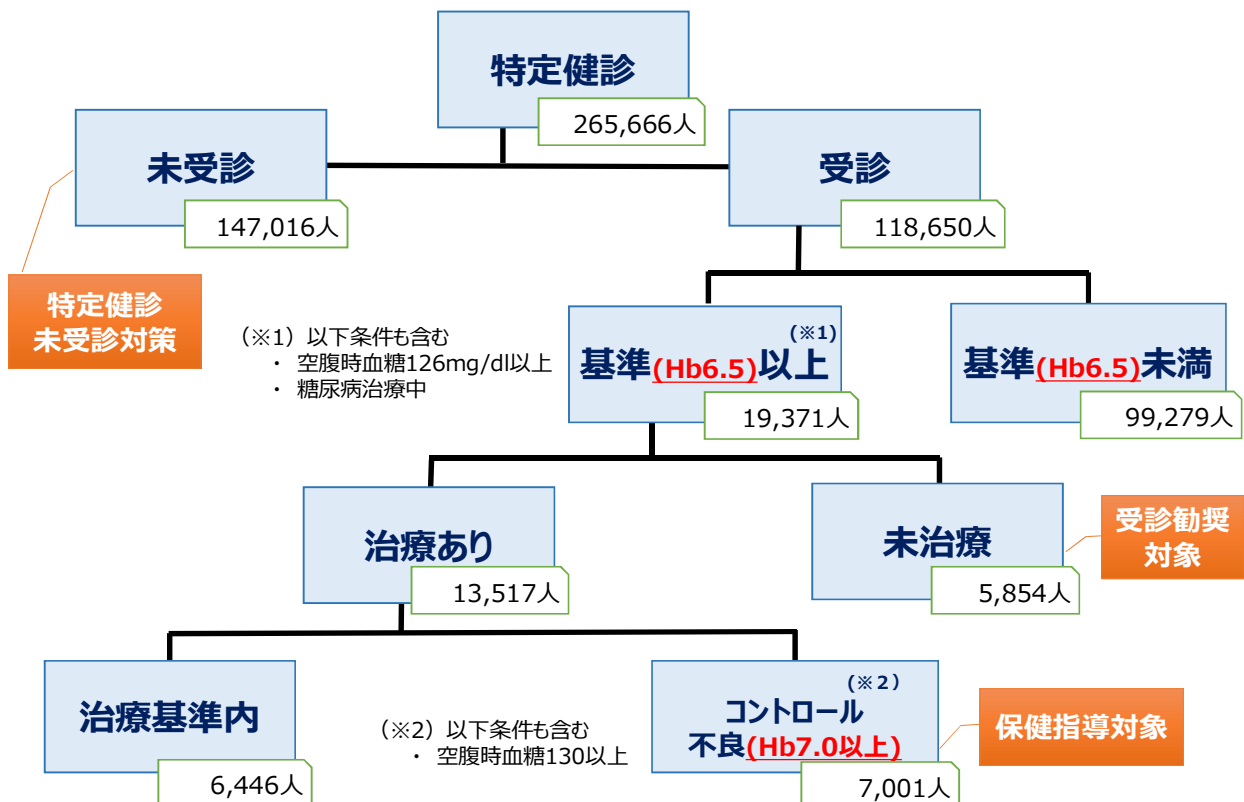 特定健診
265,666人
未受診
147,016人
受診
118,650人
特定健診
未受診対策
(※1)以下条件も含む
・ 空腹時血糖126mg/dl以上
・ 糖尿病治療中
(※1)
基準(Hb6.5)以上
19,371人
基準(Hb6.5)未満
99,279人
治療あり
13,517人
未治療
5,854人
受診勧奨
対象
治療基準内
6,446人
(※2)以下条件も含む
・ 空腹時血糖130以上
(※2)
コントロール
不良(Hb7.0以上)
7,001人
保健指導対象